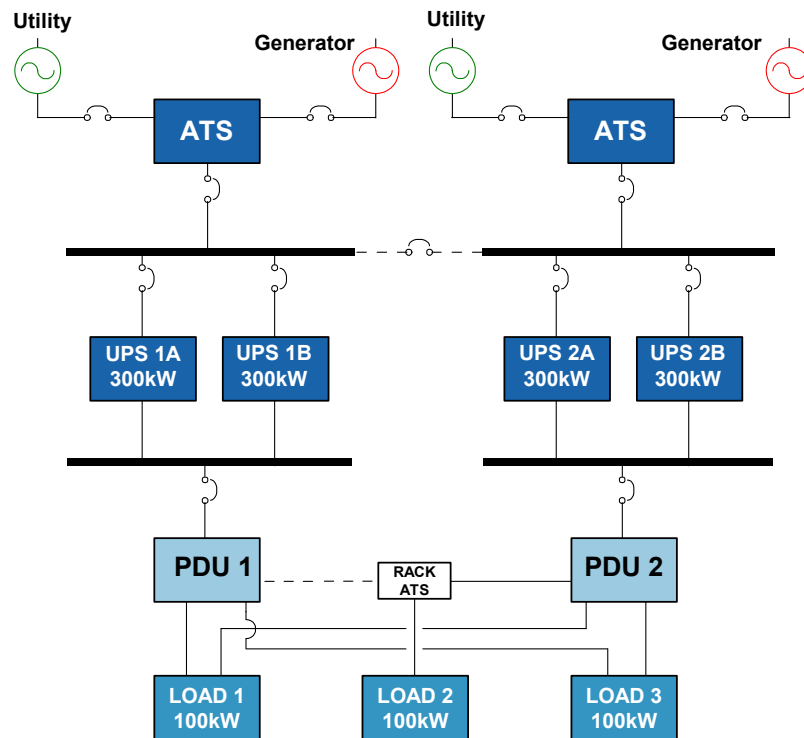 Utility
Generator
Utility
Generator
ATS
ATS
UPS 1A
300kW
UPS 1B
300kW
UPS 2A
300kW
UPS 2B
300kW
PDU 1
RACK
ATS
PDU 2
LOAD 1
100kW
LOAD 2
100kW
LOAD 3
100kW